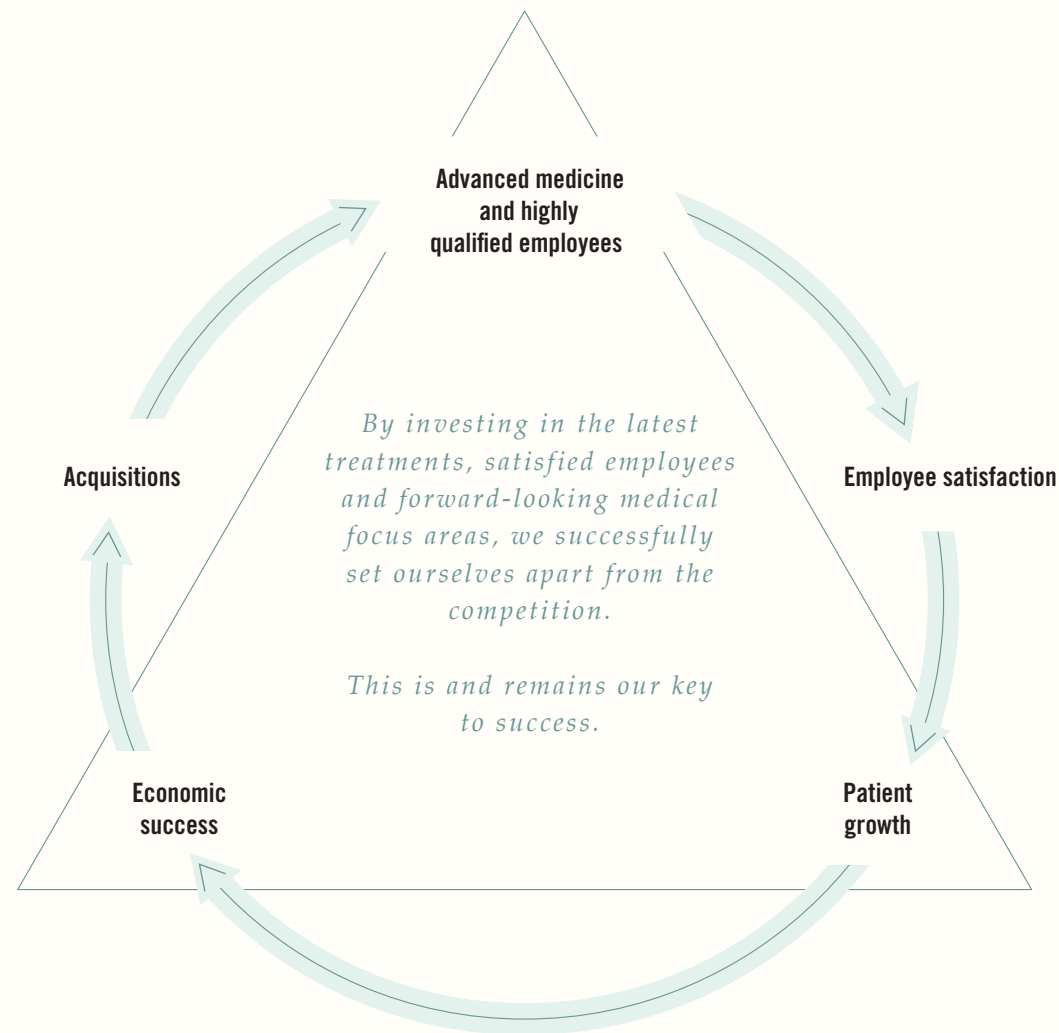 Advanced medicine
and highly
qualified employees
Employee satisfaction
Patient
growth
Economic
success
Acquisitions
By investing in the latest
treatments, satisfied employees
and forward-looking medical
focus areas, we successfully
set ourselves apart from the
competition.
This is and remains our key
to success.